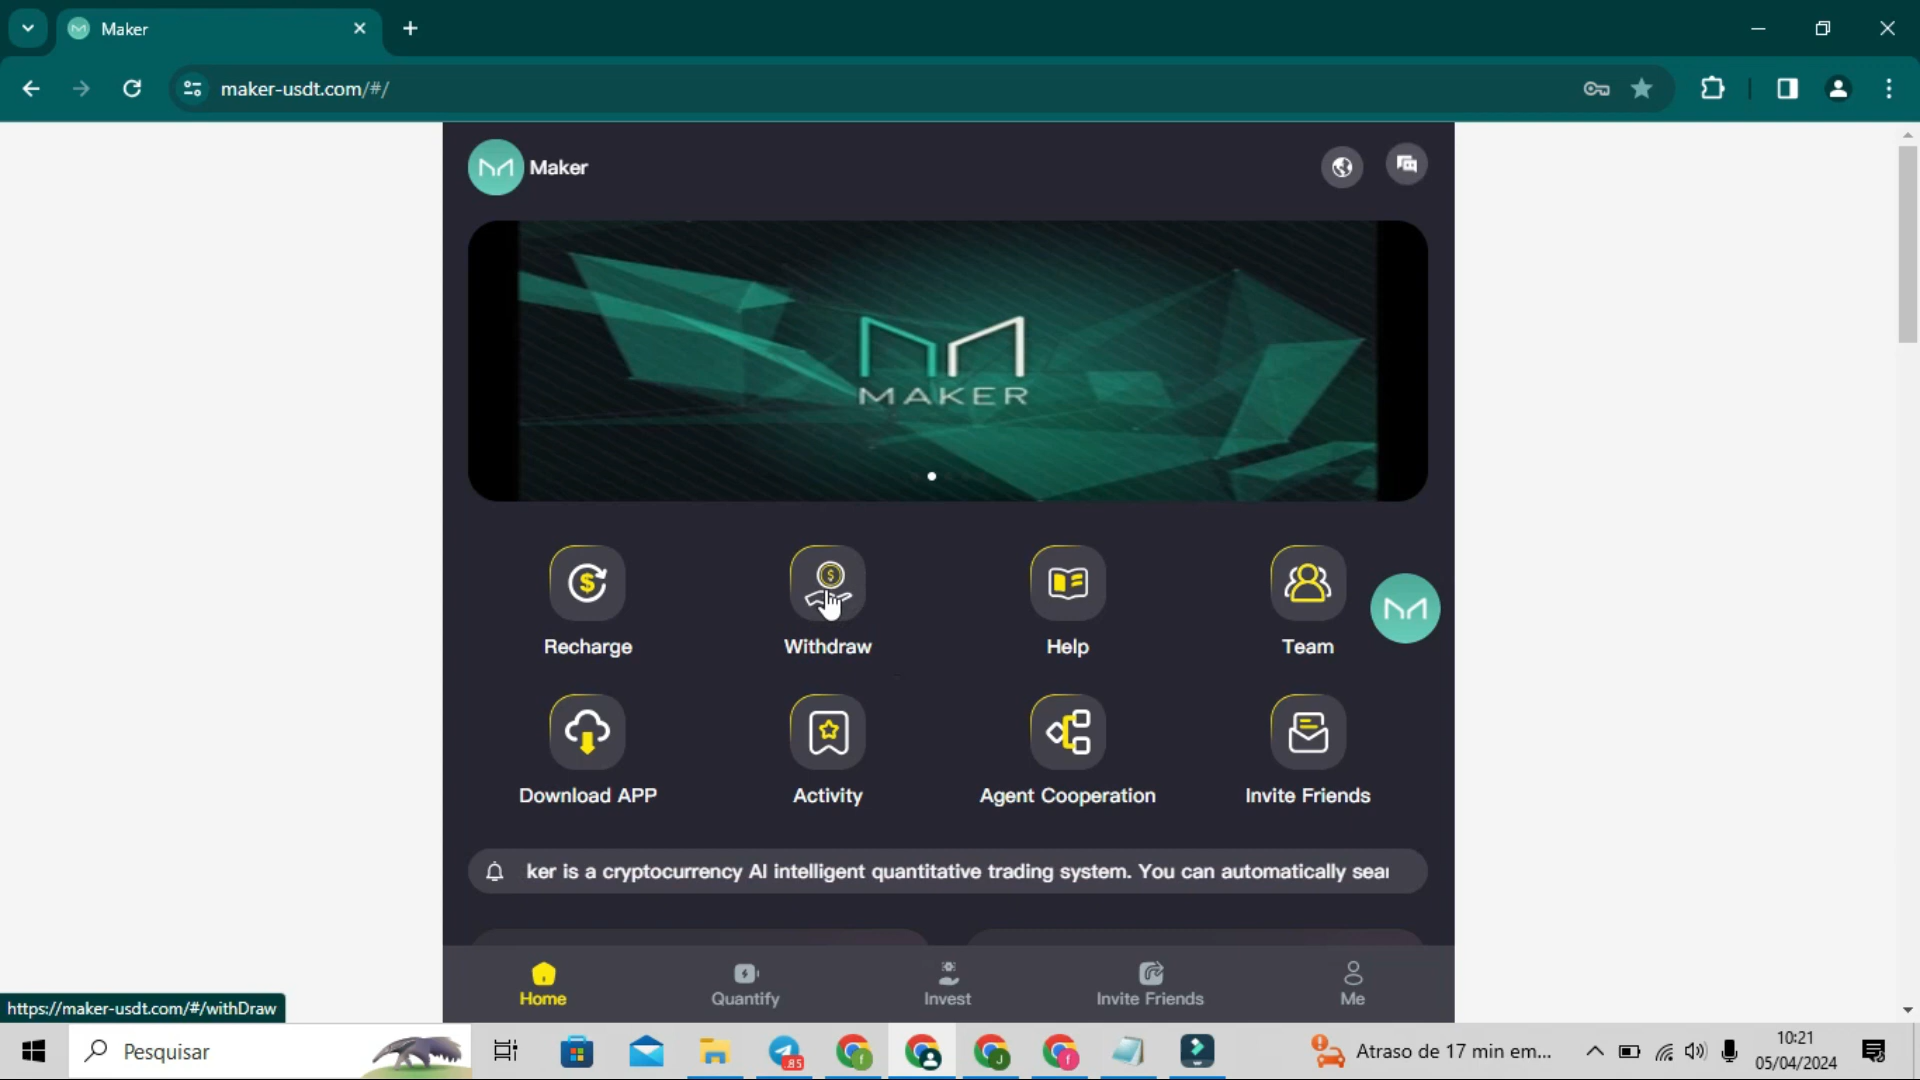 Maker
maker-usdt.com/#/
Maker
MAKER
Recharge
Withdraw
Help
Team
Download APP
Activity
Agent Cooperation
Invite Friends
ker is a cryptocurrency AI intelligent quantitative trading system. You can automatically sear
Home
Quantify
Invest
Invite Friends
Me
https://maker-usdt.com/#/withDraw
Pesquisar
85
Atraso de 17 min em...
10:21
05/04/2024